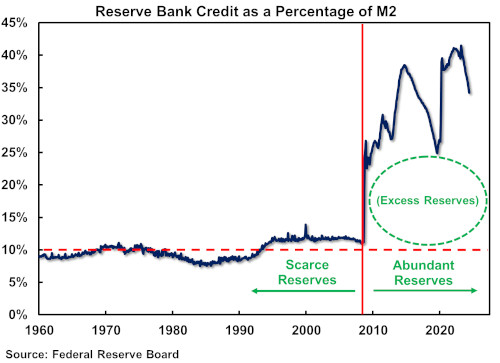 Reserve Bank Credit as a Percentage of M2
45%
40%
35%
30%
25%
20%
15%
10%
5%
0%
(Excess Reserves)
Scarce
Reserves
Abundant
Reserves
1960
1970
1980
1990
2000
2010
2020
Source: Federal Reserve Board